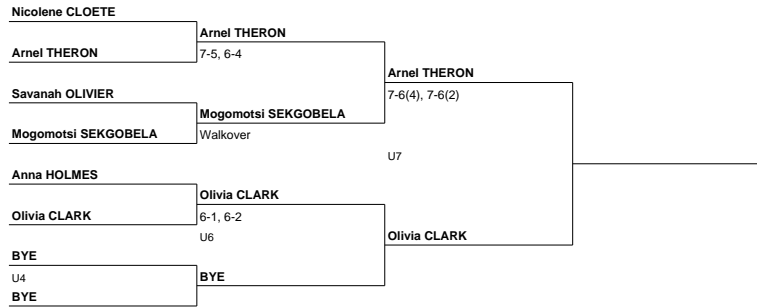 Nicolene CLOETE
Arnel THERON
Arnel THERON
7-5, 6-4
Arnel THERON
Savanah OLIVIER
7-6(4), 7-6(2)
Mogomotsi SEKGOBELA
Mogomotsi SEKGOBELA
Walkover
U7
Anna HOLMES
Olivia CLARK
Olivia CLARK
6-1, 6-2
U6
Olivia CLARK
BYE
U4
BYE
BYE